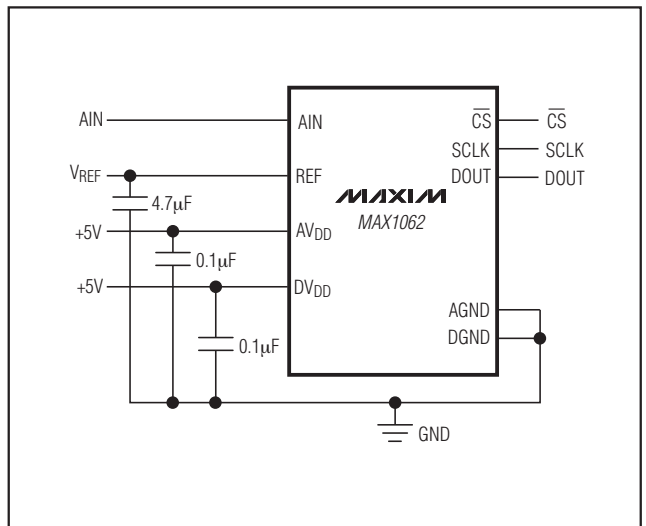 AIN
AIN
CS
CS
SCLK
SCLK
VREF
REF
DOUT
DOUT
MAXIM
MAX1062
4.7µF
+5V
AVDD
0.1µF
+5V
DVDD
AGND
0.1µF
DGND
GND